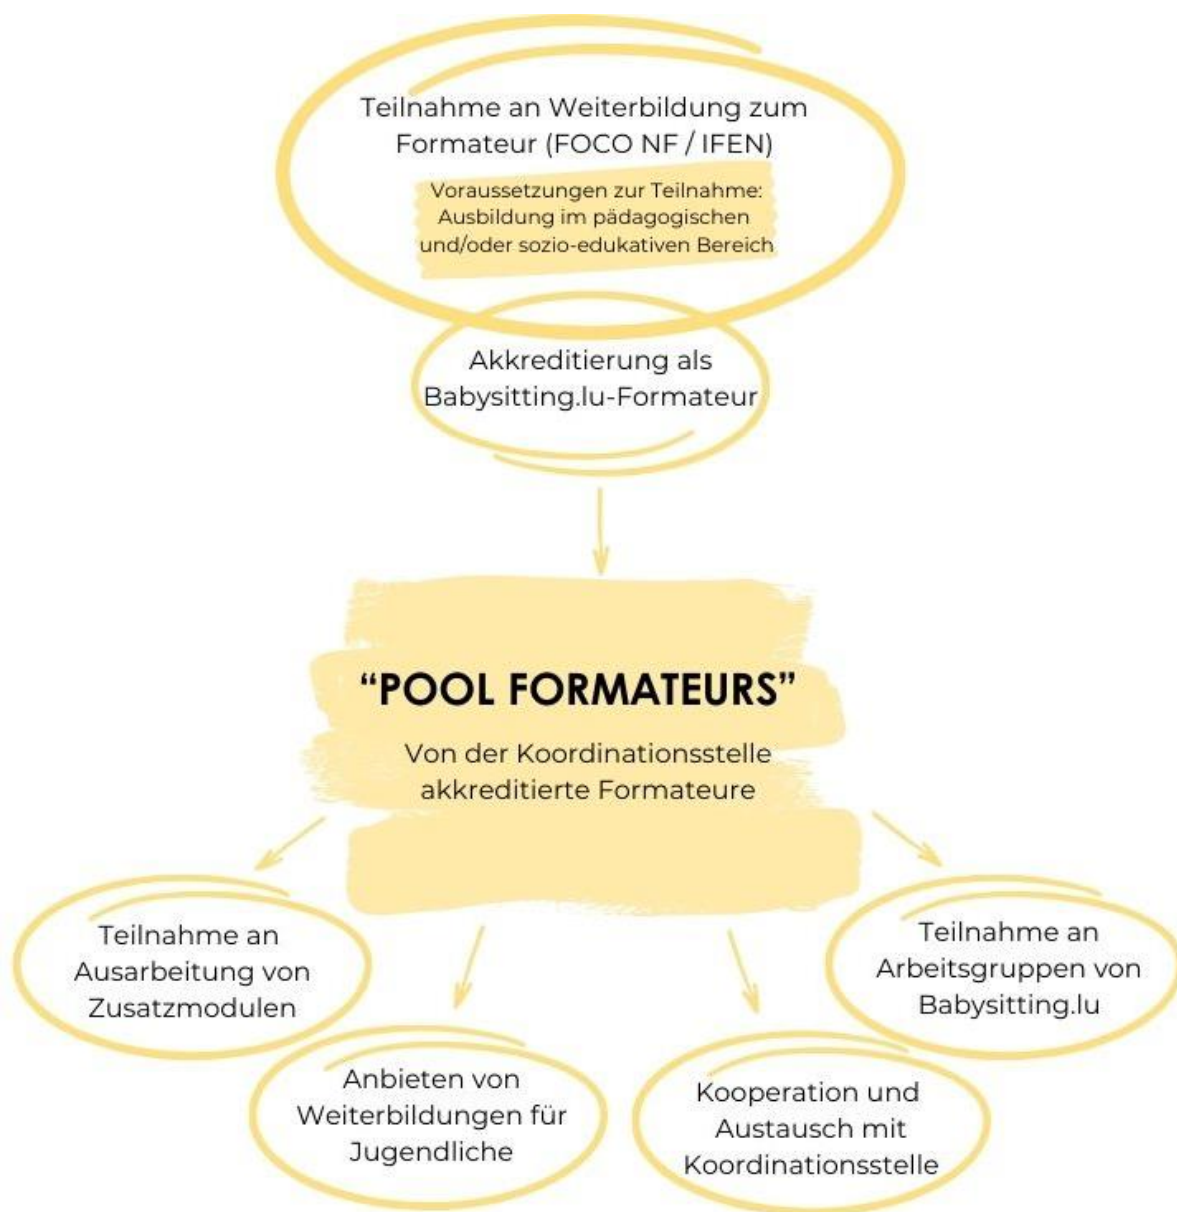 Teilnahme an Weiterbildung zum
Formateur (FOCO NF / IFEN)
Voraussetzungen zur Teilnahme:
Ausbildung im pädagogischen
und/oder sozio-edukativen Bereich
Akkreditierung als
Babysitting.lu-Formateur
“POOL FORMATEURS”
Von der Koordinationsstelle
akkreditierte Formateure
Teilnahme an
Ausarbeitung von
Zusatzmodulen
Anbieten von
Weiterbildungen für
Jugendliche
Kooperation und
Austausch mit
Koordinationsstelle
Teilnahme an
Arbeitsgruppen von
Babysitting.lu